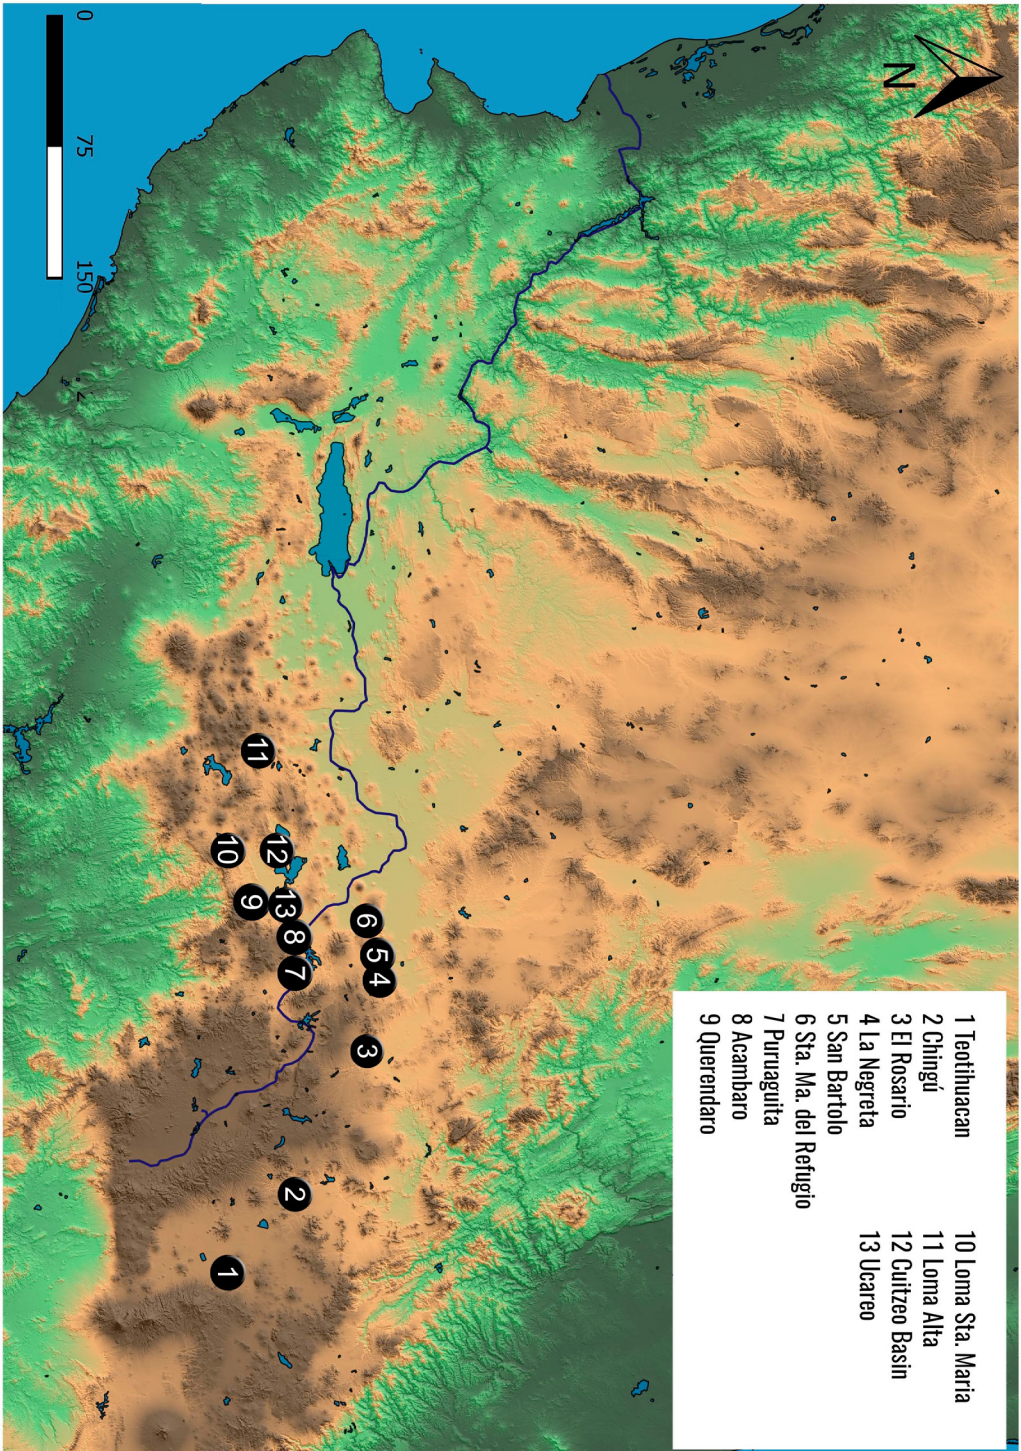 N
1 Teotihuacan
2 Chingú
3 El Rosario
4 La Negreta
5 San Bartolo
6 Sta. Ma. del Refugio
7 Puruaguita
8 Acambaro
9 Querendaro
10 Loma Sta. Maria
11 Loma Alta
12 Cuitzeo Basin
13 Ucareo
6
5
4
3
11
12
13
8
7
2
10
9
1
0 75 150